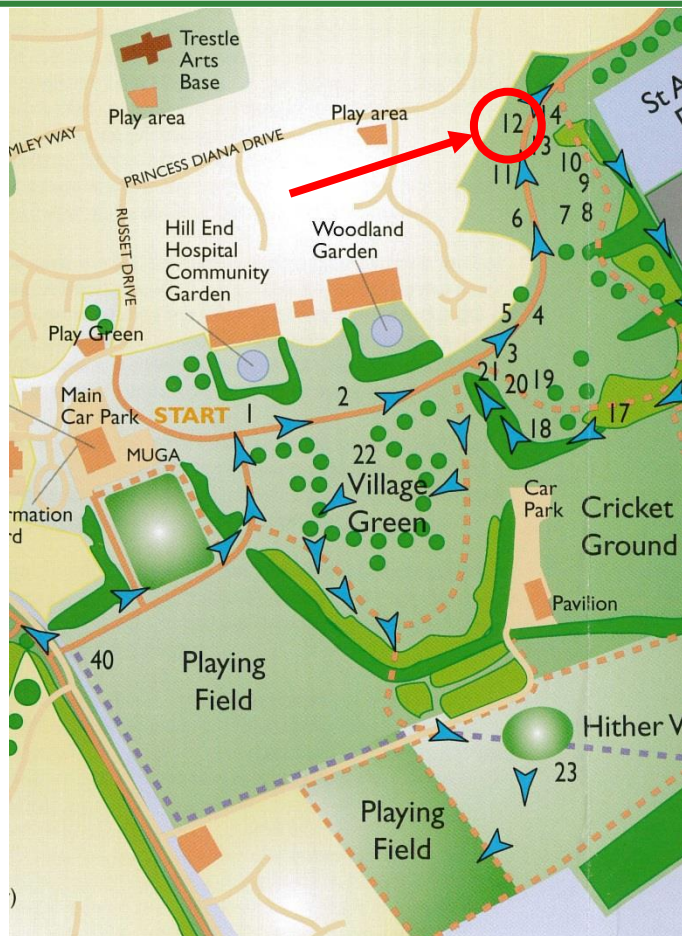 Trestle
Arts
Base
Play area
Play area
MLEY WAY
PRINCESS DIANA DRIVE
RUSSET DRIVE
St A
12
14
13
11
10
9
8
7
6
Hill End
Hospital
Community
Garden
Woodland
Garden
Play Green
5
4
3
Main
Car Park
START
1
2
21
20
19
18
17
MUGA
22
Village
Green
Car
Park
Cricket
Ground
rmation
rd
Pavilion
40
Playing
Field
Hither W
23
Playing
Field
)